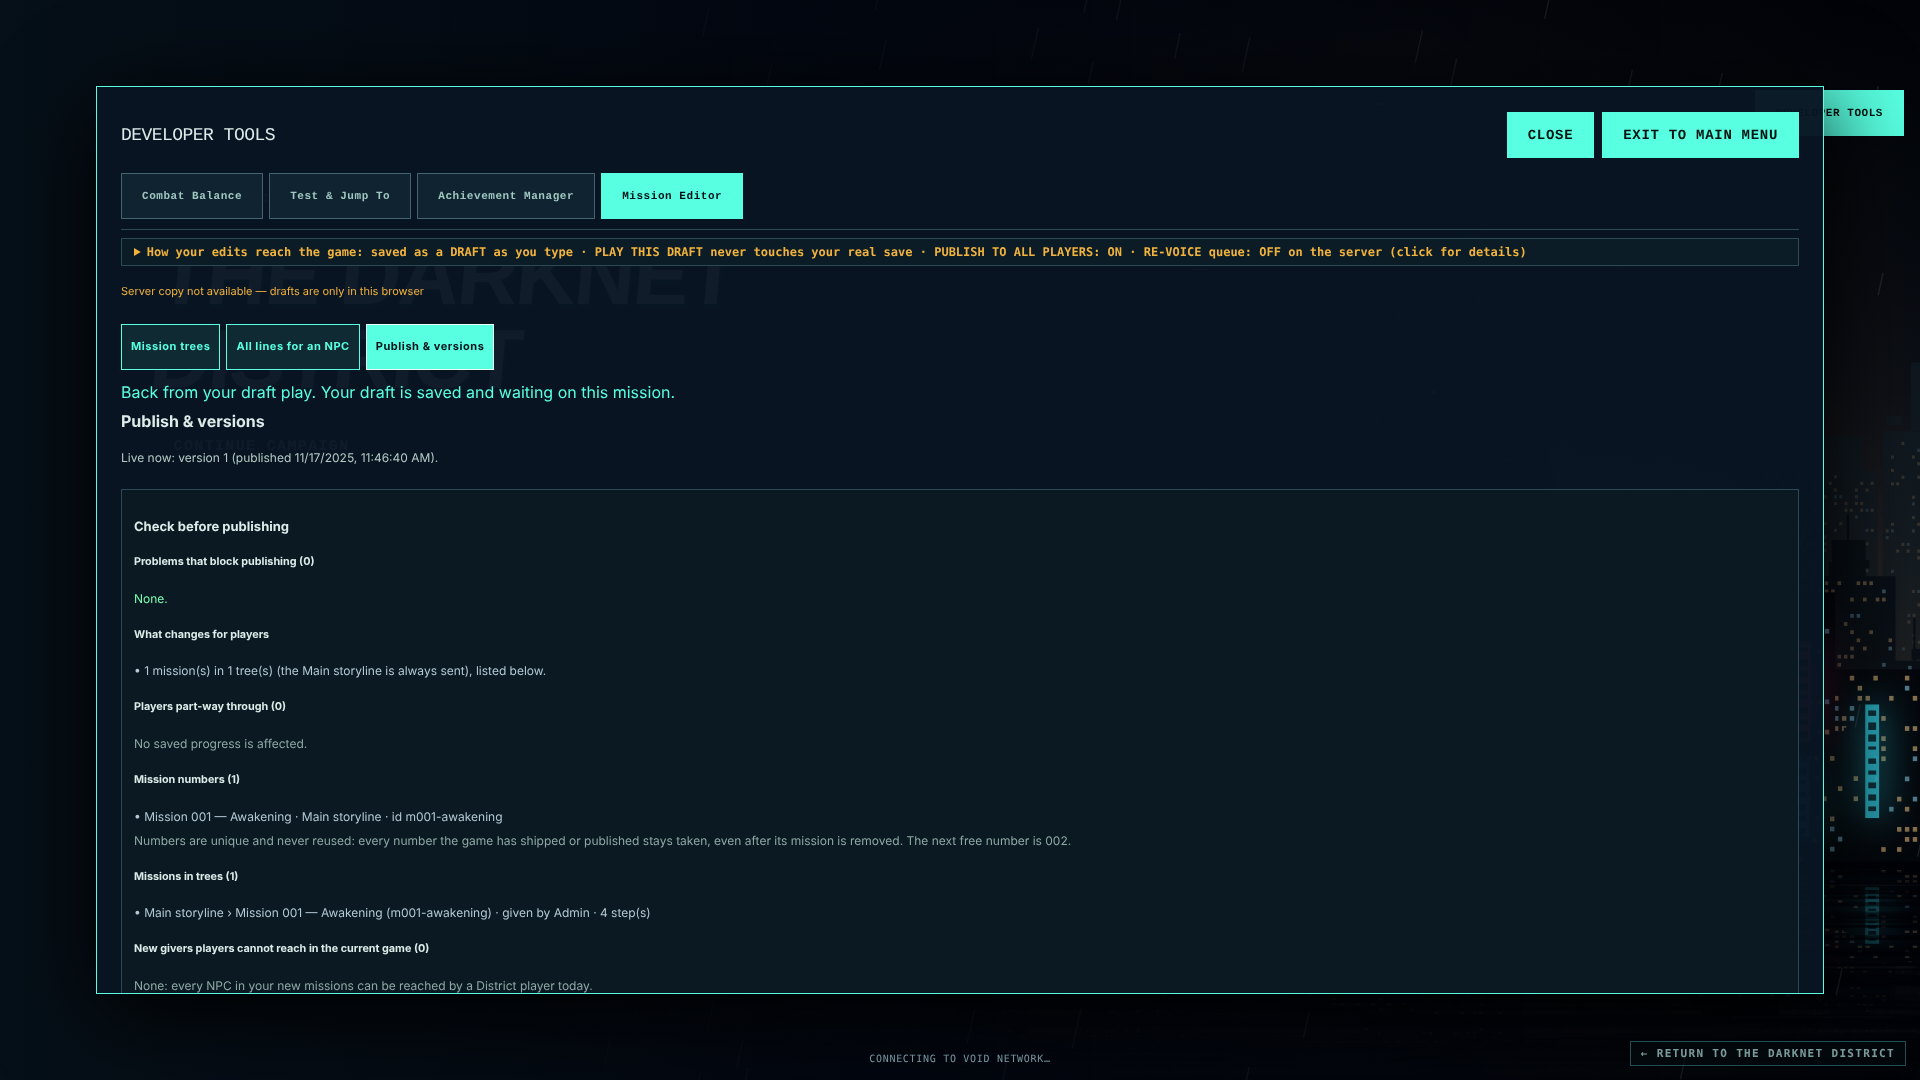 DEVELOPER TOOLS
CLOSE
EXIT TO MAIN MENU
ER TOOLS
Combat Balance
Test & Jump To
Achievement Manager
Mission Editor
▶ How your edits reach the game: saved as a DRAFT as you type · PLAY THIS DRAFT never touches your real save · PUBLISH TO ALL PLAYERS: ON · RE-VOICE queue: OFF on the server (click for details)
THE DARKNET
DISTRICT
Server copy not available — drafts are only in this browser
Mission trees
All lines for an NPC
Publish & versions
Back from your draft play. Your draft is saved and waiting on this mission.
Publish & versions
CONTINUE CAMPAIGN
Live now: version 1 (published 11/17/2025, 11:46:40 AM).
Check before publishing
Problems that block publishing (0)
None.
What changes for players
• 1 mission(s) in 1 tree(s) (the Main storyline is always sent), listed below.
Players part-way through (0)
No saved progress is affected.
Mission numbers (1)
• Mission 001 — Awakening · Main storyline · id m001-awakening
Numbers are unique and never reused: every number the game has shipped or published stays taken, even after its mission is removed. The next free number is 002.
Missions in trees (1)
• Main storyline › Mission 001 — Awakening (m001-awakening) · given by Admin · 4 step(s)
New givers players cannot reach in the current game (0)
None: every NPC in your new missions can be reached by a District player today.
CONNECTING TO VOID NETWORK…
← RETURN TO THE DARKNET DISTRICT